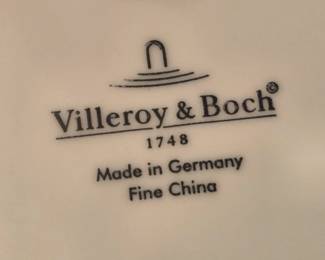 Villeroy & Boch©
1748
Made in Germany
Fine China